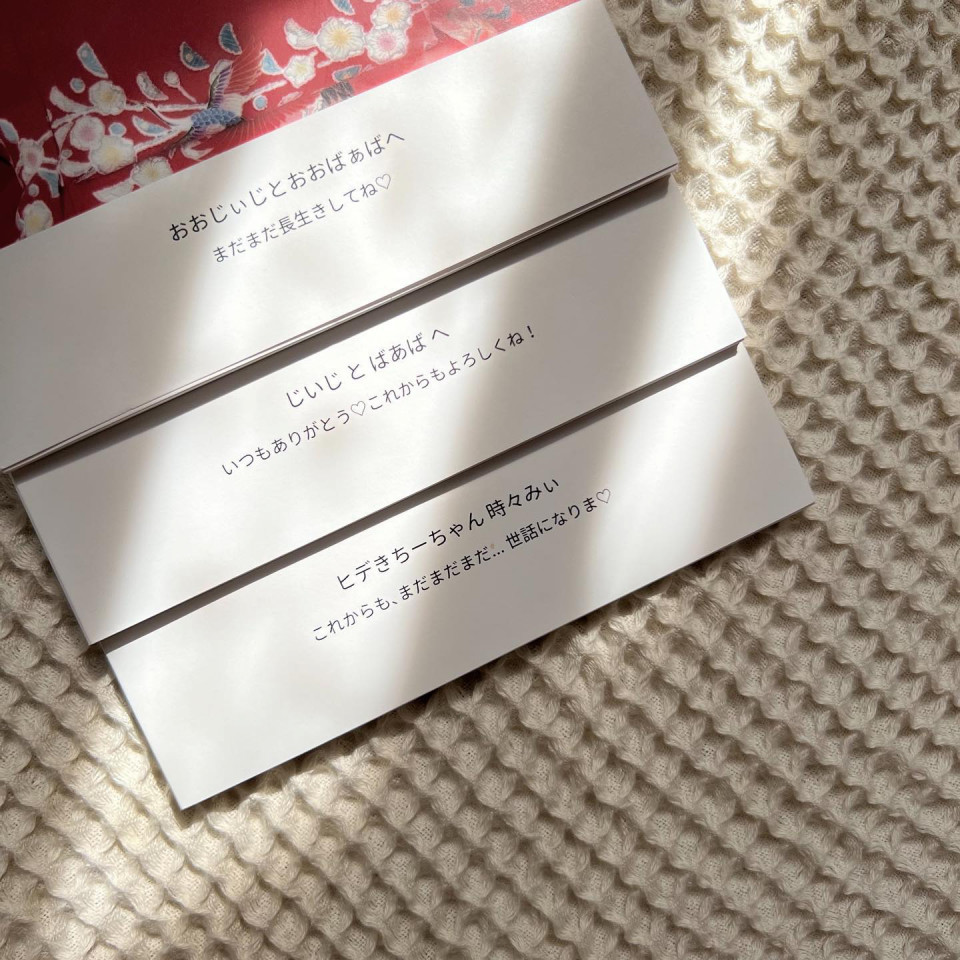 おおじぃじとおおばぁばへ
まだまだ長生きしてね♡
じいじ と ばあば へ
いつもありがとう♡これからもよろしくね！
ヒデきちーちゃん 時々みぃ
これからも、まだまだまだ... 世話になりま♡